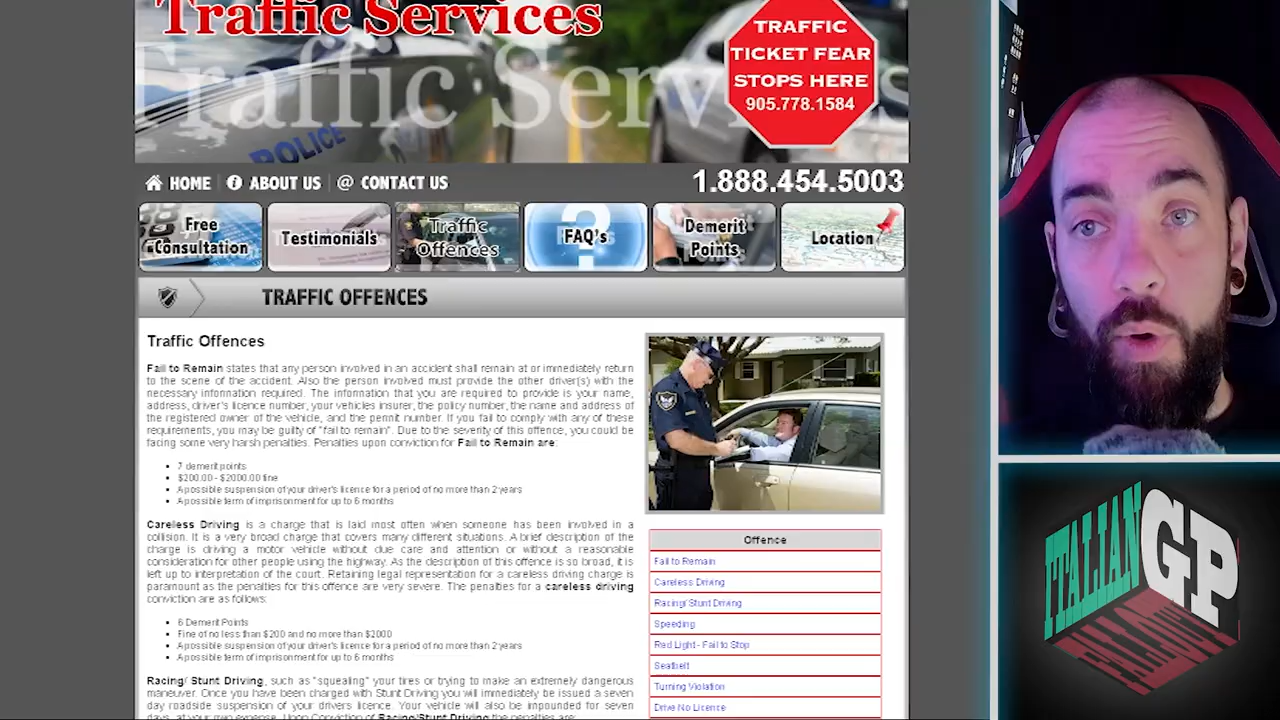 Traffic Services
Traffic Services
TRAFFIC
TICKET FEAR
STOPS HERE
905.778.1584
POLICE
HOME
ABOUT US
@ CONTACT US
1.888.454.5003
Free
Consultation
Testimonials
Traffic
Offences
?
FAQ's
Demerit
Points
Location
TRAFFIC OFFENCES
Traffic Offences
Fail to Remain states that any person involved in an accident shall remain at or immediately return
to the scene of the accident. Also the person involved must provide the other driver(s) with the
necessary information required. The information that you are required to provide is your name,
address, driver's licence number, your vehicles insurer, the policy number, the name and address of
the registered owner of the vehicle, and the permit number. If you fail to comply with any of these
requirements, you may be guilty of "fail to remain". Due to the severity of this offence, you could be
facing some very harsh penalties. Penalties upon conviction for Fail to Remain are:
7 demerit points
$200.00 - $2000.00 fine
A possible suspension of your driver's licence for a period of no more than 2 years
A possible term of imprisonment for up to 6 months
Careless Driving is a charge that is laid most often when someone has been involved in a
collision. It is a very broad charge that covers many different situations. A brief description of the
charge is driving a motor vehicle without due care and attention or without a reasonable
consideration for other people using the highway. As the description of this offence is so broad, it is
left up to interpretation of the court. Retaining legal representation for a careless driving charge is
paramount as the penalties for this offence are very severe. The penalties for a careless driving
conviction are as follows:
6 Demerit Points
Fine of no less than $200 and no more than $2000
A possible suspension of your driver's licence for a period of no more than 2 years
A possible term of imprisonment for up to 6 months
Racing/ Stunt Driving, such as "squealing" your tires or trying to make an extremely dangerous
maneuver. Once you have been charged with Stunt Driving you will immediately be issued a seven
day roadside suspension of your drivers licence. Your vehicle will also be impounded for seven
days, at your own expense. Upon Conviction of Racing/Stunt Driving the penalties are:
Offence
Fail to Remain
Careless Driving
Racing/ Stunt Driving
Speeding
Red Light - Fail to Stop
Seatbelt
Turning Violation
Drive No Licence
ITALIAN
GP